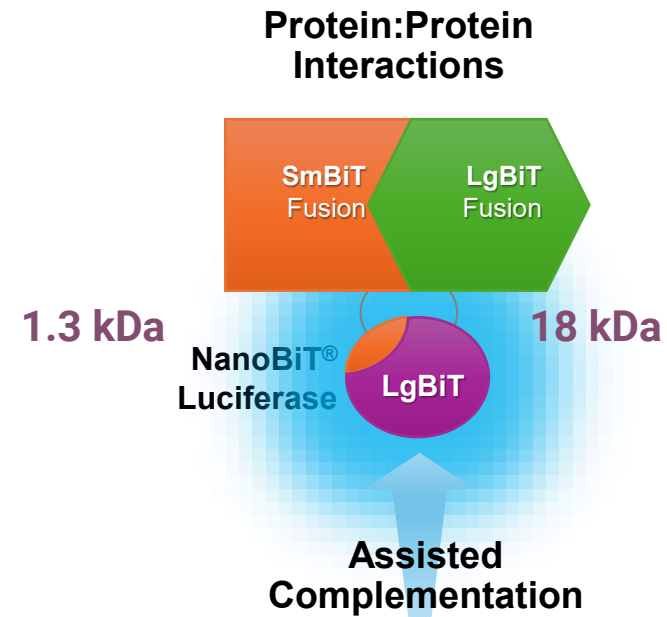 Protein:Protein
Interactions
SmBiT
Fusion
LgBiT
Fusion
1.3 kDa
18 kDa
NanoBiT®
Luciferase
LgBiT
Assisted
Complementation